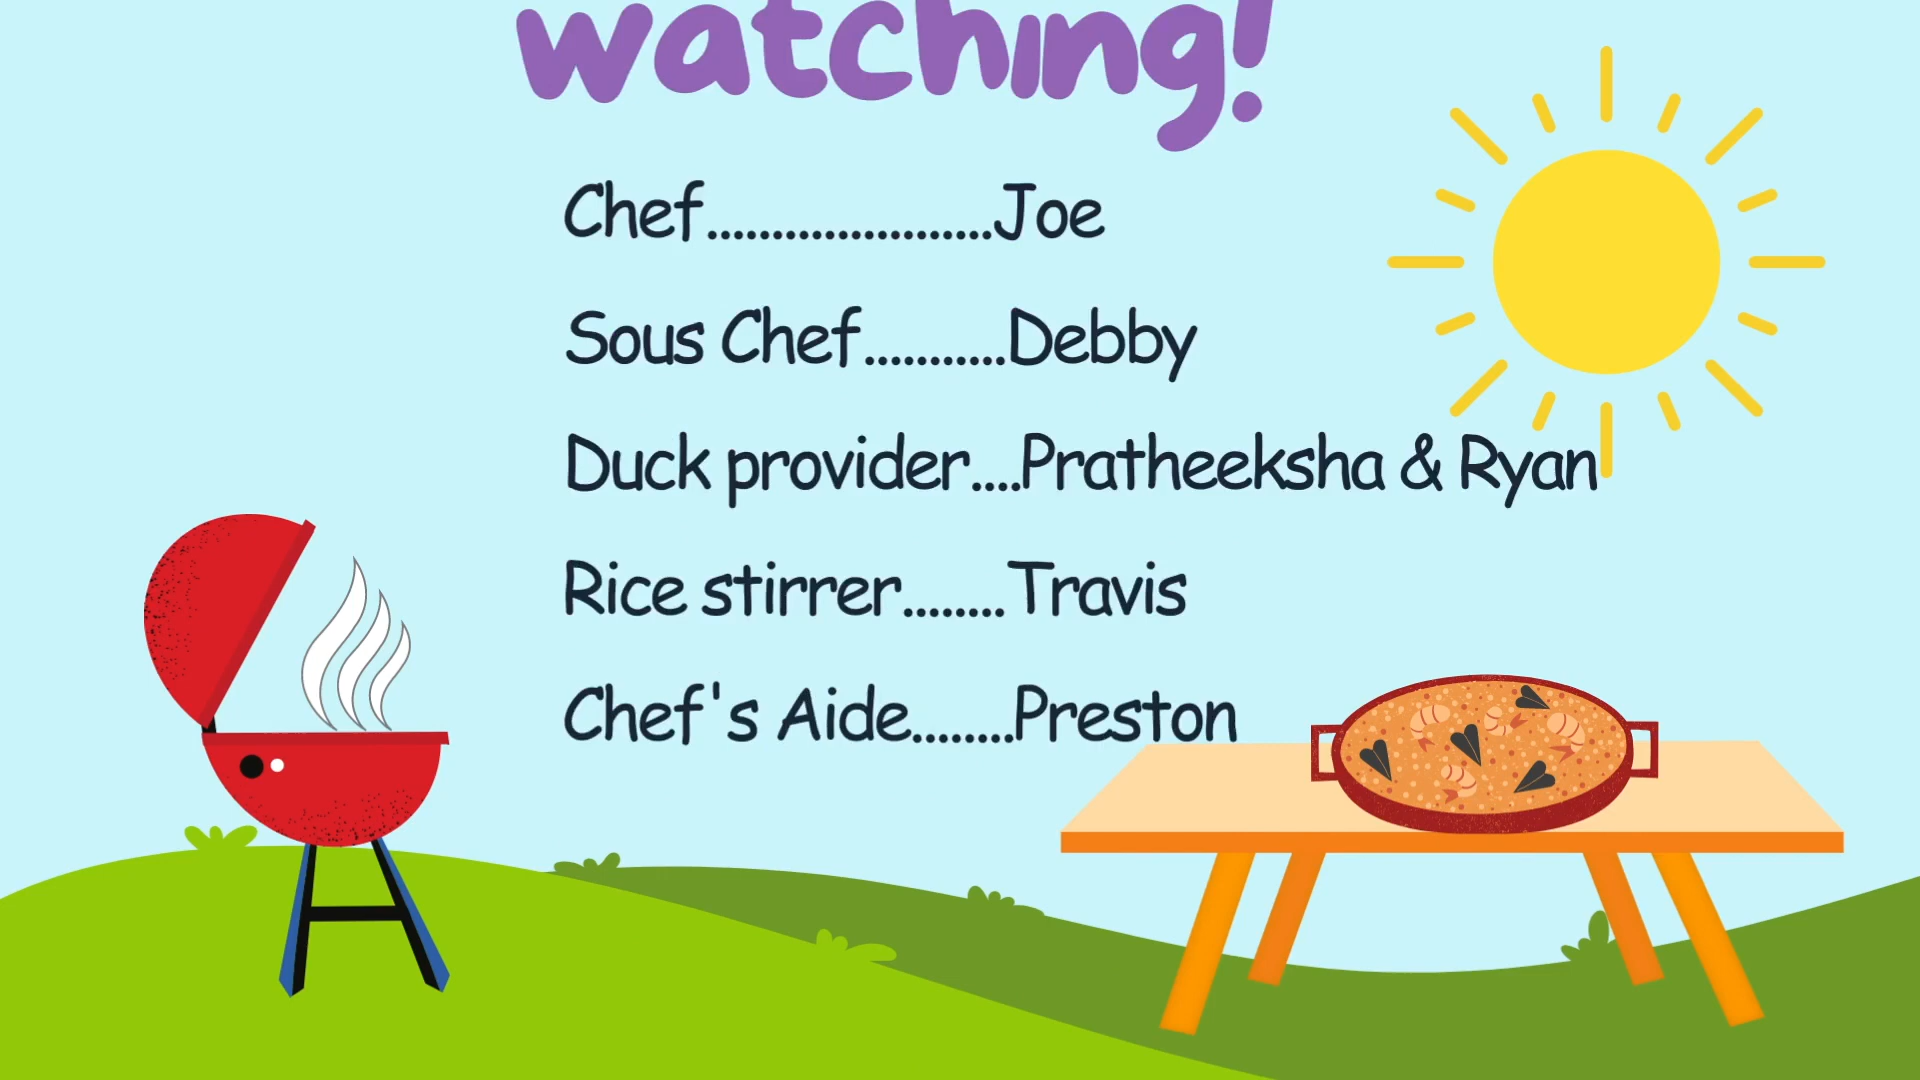 watching!
Chef......................Joe
Sous Chef...........Debby
Duck provider....Pratheeksha & Ryan
Rice stirrer........Travis
Chef's Aide........Preston